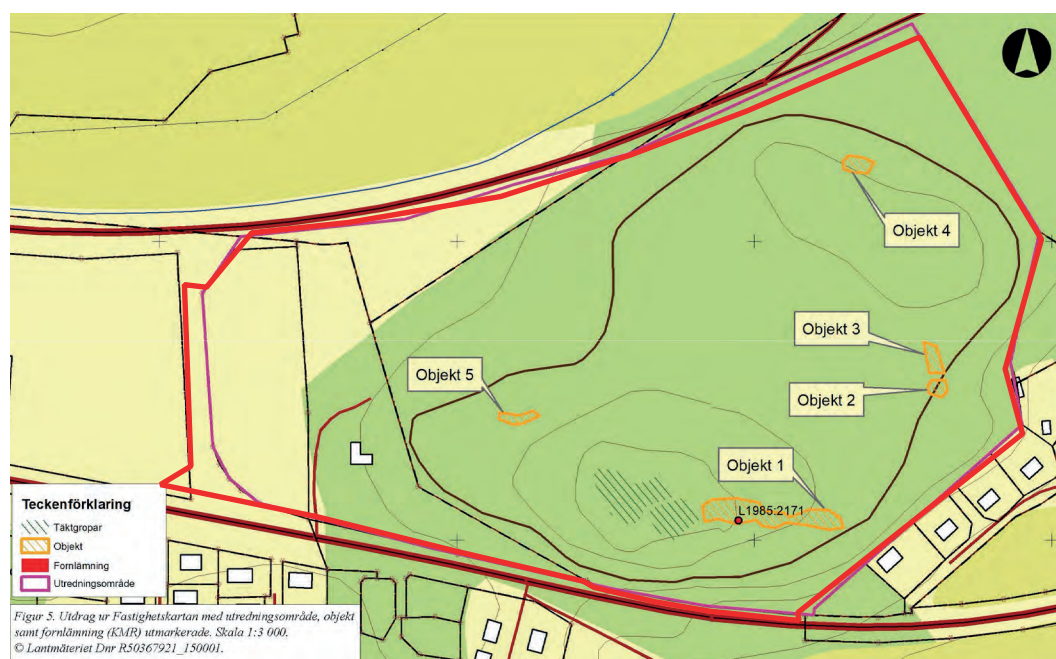 Objekt 4
Objekt 3
Objekt 5
Objekt 2
Objekt 1
L1985:2171
Teckenförklaring
Täktgropar
Objekt
Fornlämning
Utredningsområde
Figur 5. Utdrag ur Fastighetskartan med utredningsområde, objekt
samt fornlämning (KMR) utmarkerade. Skala 1:3 000.
© Lantmäteriet Dnr R50367921_150001.